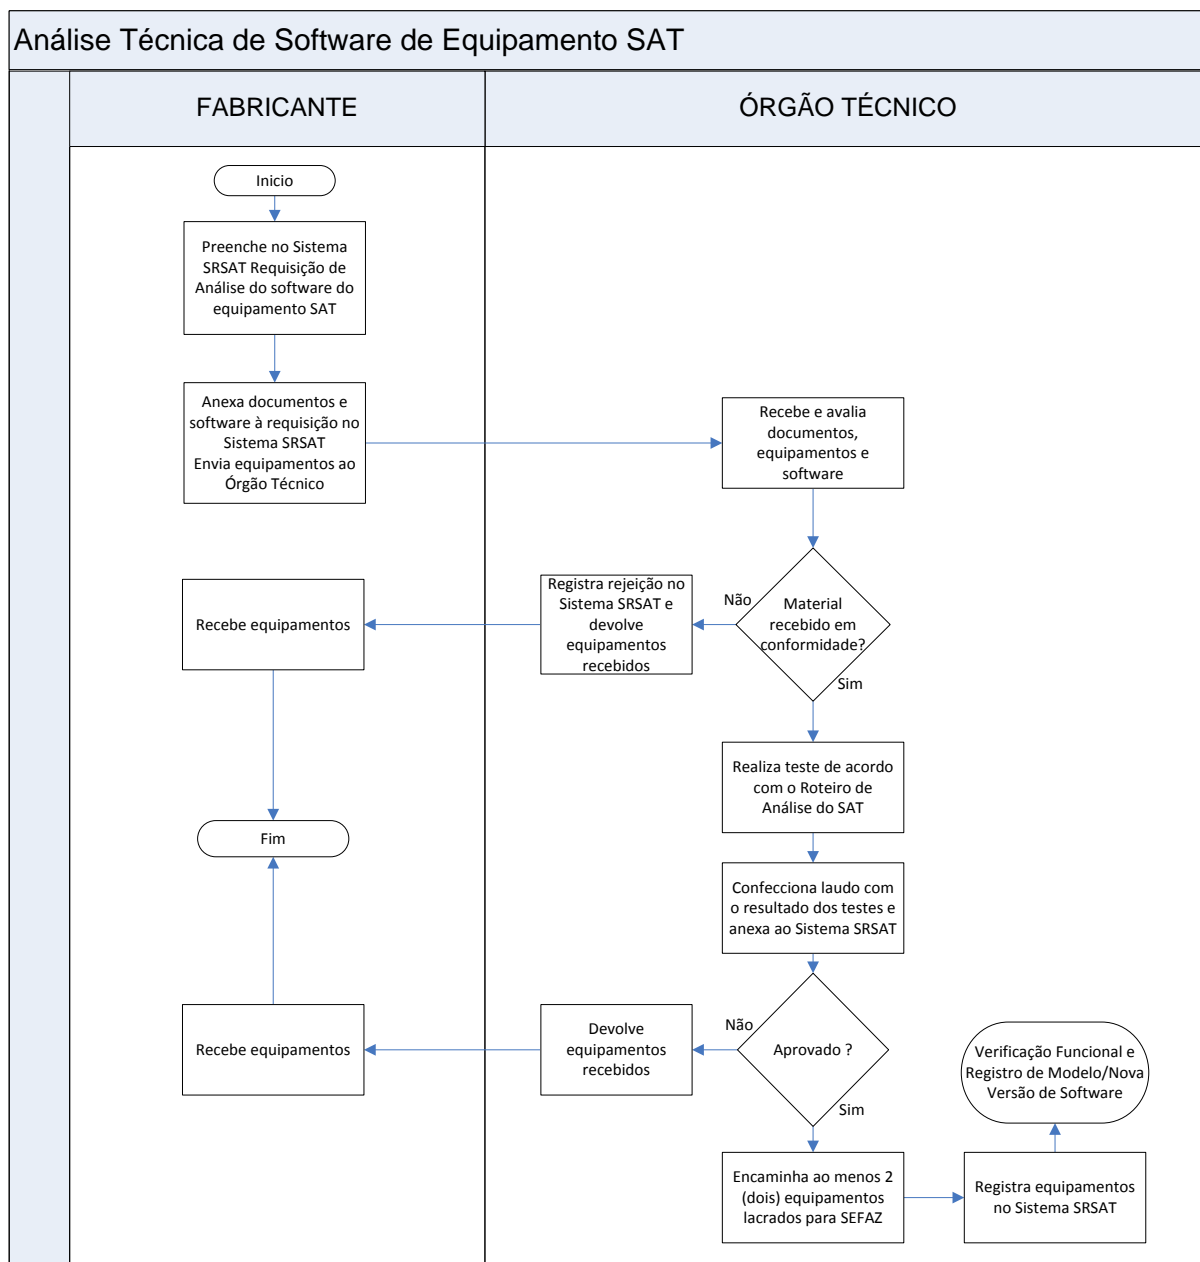 Análise Técnica de Software de Equipamento SAT
FABRICANTE
ÓRGÃO TÉCNICO
Inicio
Preenche no Sistema
SRSAT Requisição de
Análise do software do
equipamento SAT
Anexa documentos e
software à requisição no
Sistema SRSAT
Envia equipamentos ao
Órgão Técnico
Recebe e avalia
documentos,
equipamentos e
software
Material
recebido em
conformidade?
Não
Sim
Registra rejeição no
Sistema SRSAT e
devolve
equipamentos
recebidos
Recebe equipamentos
Realiza teste de acordo
com o Roteiro de
Análise do SAT
Fim
Confecciona laudo com
o resultado dos testes e
anexa ao Sistema SRSAT
Aprovado ?
Não
Sim
Devolve
equipamentos
recebidos
Recebe equipamentos
Encaminha ao menos 2
(dois) equipamentos
lacrados para SEFAZ
Registra equipamentos
no Sistema SRSAT
Verificação Funcional e
Registro de Modelo/Nova
Versão de Software